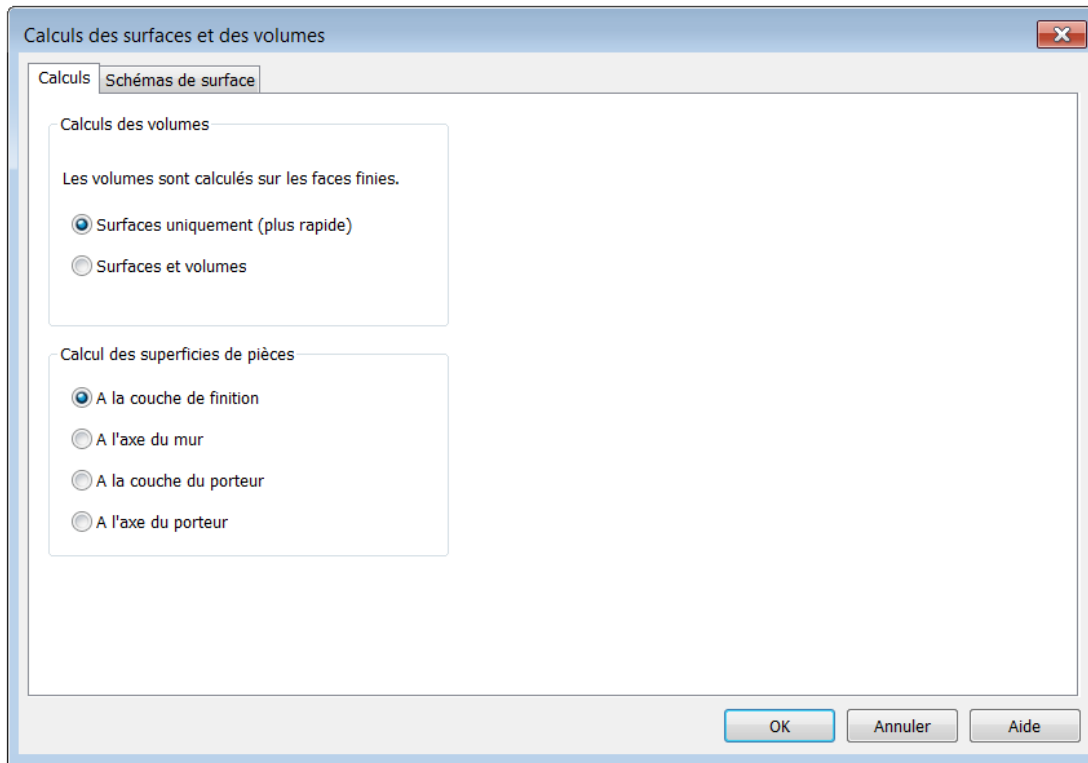 Calculs des surfaces et des volumes
Calculs
Schémas de surface
Calculs des volumes
Les volumes sont calculés sur les faces finies.
Surfaces uniquement (plus rapide)
Surfaces et volumes
Calcul des superficies de pièces
A la couche de finition
A l'axe du mur
A la couche du porteur
A l'axe du porteur
OK
Annuler
Aide